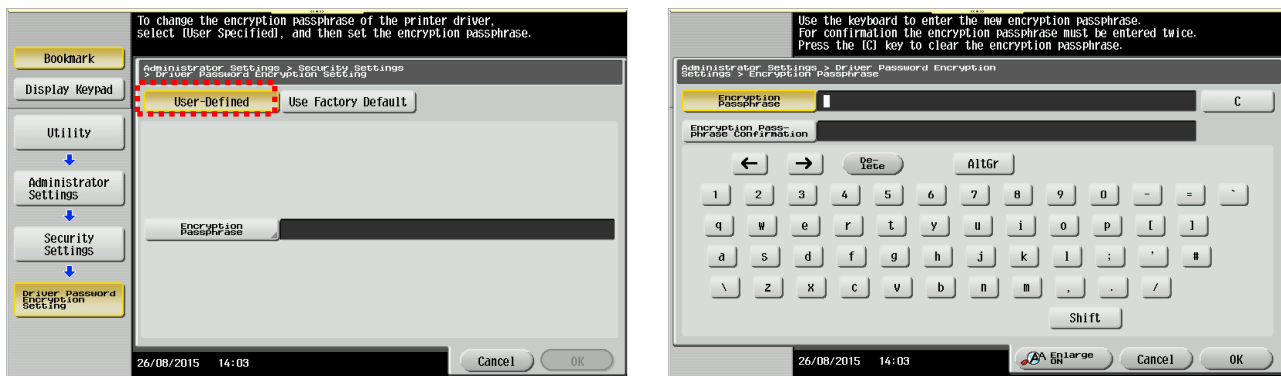 To change the encryption passphrase of the printer driver,
select [User Specified], and then set the encryption passphrase.
Bookmark
Display Keypad
Utility
Administrator
Settings
Security
Settings
Driver Password
Encryption
Setting
Administrator Settings > Security Settings
> Driver Password Encryption Setting
User-Defined Use Factory Default
Encryption
Passphrase
26/08/2015 14:03
Cancel OK
Use the keyboard to enter the new encryption passphrase.
For confirmation the encryption passphrase must be entered twice.
Press the [C] key to clear the encryption passphrase.
Administrator Settings > Driver Password Encryption
Settings > Encryption Passphrase
Encryption
Passphrase
C
Encryption Pass-
phrase Confirmation
← → De-
lete AltGr
1 2 3 4 5 6 7 8 9 0 - = `
q w e r t y u i o p [ ]
a s d f g h j k l ; ' #
\ z x c v b n m , . /
Shift
26/08/2015 14:03
AA Enlarge
ON
Cancel OK